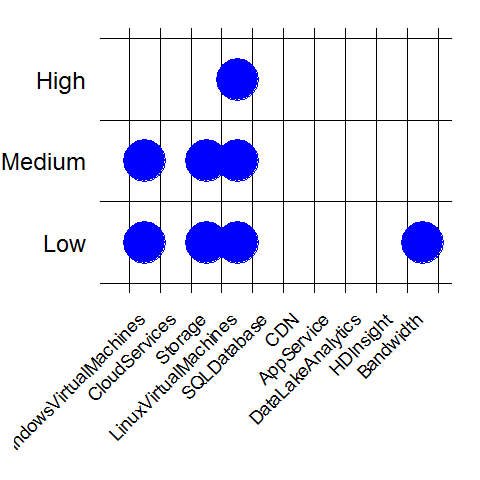 High
Medium
Low
ndowsVirtualMachines
CloudServices
Storage
LinuxVirtualMachines
SQLDatabase
CDN
AppService
DataLakeAnalytics
HDInsight
Bandwidth